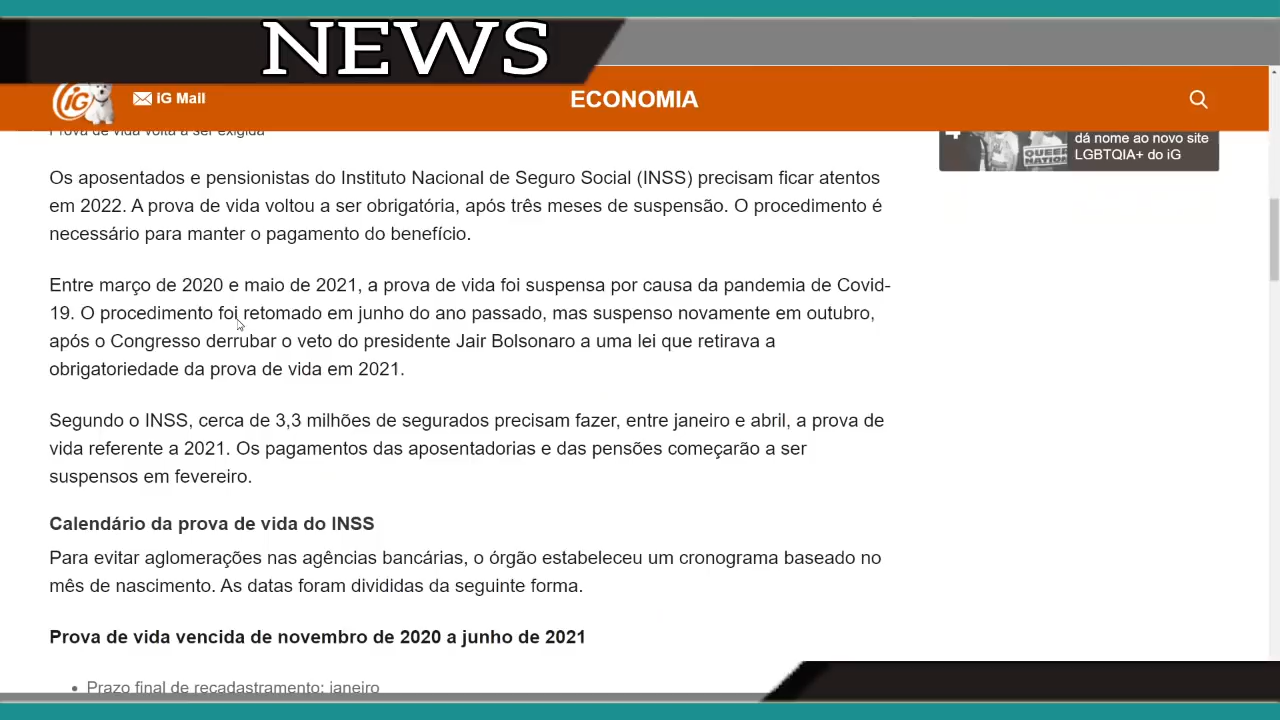 NEWS
iG
iG Mail
ECONOMIA
Prova de vida volta a ser exigida
dá nome ao novo site
LGBTQIA+ do iG
QUEER
NATION
Os aposentados e pensionistas do Instituto Nacional de Seguro Social (INSS) precisam ficar atentos
em 2022. A prova de vida voltou a ser obrigatória, após três meses de suspensão. O procedimento é
necessário para manter o pagamento do benefício.
Entre março de 2020 e maio de 2021, a prova de vida foi suspensa por causa da pandemia de Covid-
19. O procedimento foi retomado em junho do ano passado, mas suspenso novamente em outubro,
após o Congresso derrubar o veto do presidente Jair Bolsonaro a uma lei que retirava a
obrigatoriedade da prova de vida em 2021.
Segundo o INSS, cerca de 3,3 milhões de segurados precisam fazer, entre janeiro e abril, a prova de
vida referente a 2021. Os pagamentos das aposentadorias e das pensões começarão a ser
suspensos em fevereiro.
Calendário da prova de vida do INSS
Para evitar aglomerações nas agências bancárias, o órgão estabeleceu um cronograma baseado no
mês de nascimento. As datas foram divididas da seguinte forma.
Prova de vida vencida de novembro de 2020 a junho de 2021
• Prazo final de recadastramento: janeiro